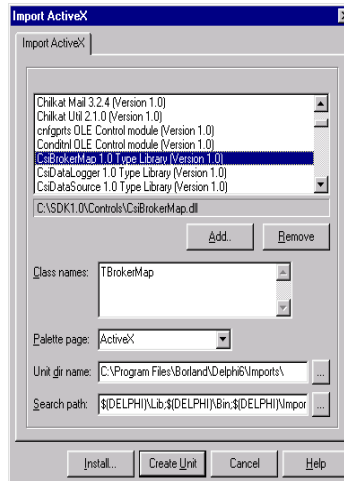 Import ActiveX
Import ActiveX
Chilkat Mail 3.2.4 (Version 1.0)
Chilkat Util 2.1.0 (Version 1.0)
cnfgprts OLE Control module (Version 1.0)
Conditnl OLE Control module (Version 1.0)
CsiBrokerMap 1.0 Type Library (Version 1.0)
CsiDataLogger 1.0 Type Library (Version 1.0)
CsiDataSource 1.0 Type Library (Version 1.0)
C:\SDK1.0\Controls\CsiBrokerMap.dll
Add..
Remove
Class names:
TBrokerMap
Palette page:
ActiveX
Unit dir name:
C:\Program Files\Borland\Delphi6\Imports\
...
Search path:
$(DELPHI)\Lib;$(DELPHI)\Bin;$(DELPHI)\Impor
...
Install...
Create Unit
Cancel
Help